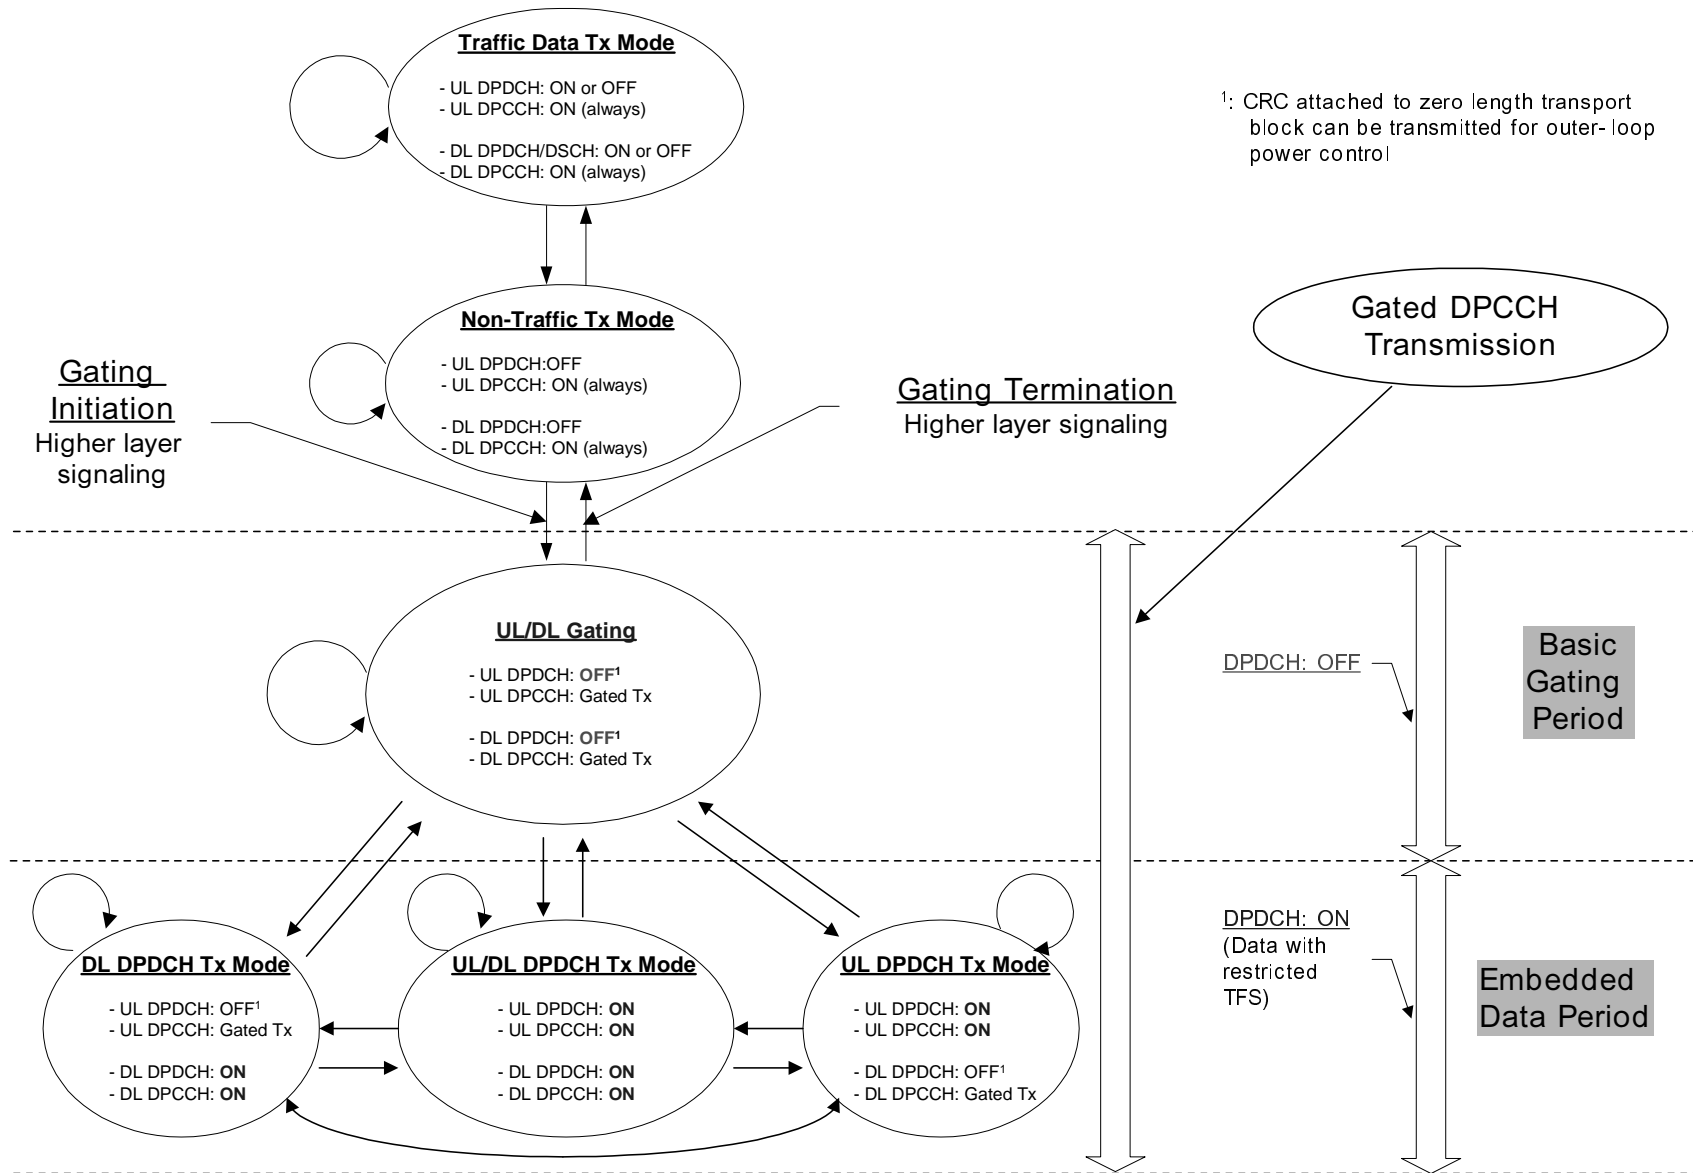 Traffic Data Tx Mode
- UL DPDCH: ON or OFF
- UL DPCCH: ON (always)
- DL DPDCH/DSCH: ON or OFF
- DL DPCCH: ON (always)
¹: CRC attached to zero length transport
block can be transmitted for outer-loop
power control
Non-Traffic Tx Mode
- UL DPDCH:OFF
- UL DPCCH: ON (always)
- DL DPDCH:OFF
- DL DPCCH: ON (always)
Gating
Initiation
Higher layer
signaling
Gating Termination
Higher layer signaling
Gated DPCCH
Transmission
UL/DL Gating
- UL DPDCH: OFF¹
- UL DPCCH: Gated Tx
- DL DPDCH: OFF¹
- DL DPCCH: Gated Tx
DPDCH: OFF
Basic
Gating
Period
DL DPDCH Tx Mode
- UL DPDCH: OFF¹
- UL DPCCH: Gated Tx
- DL DPDCH: ON
- DL DPCCH: ON
UL/DL DPDCH Tx Mode
- UL DPDCH: ON
- UL DPCCH: ON
- DL DPDCH: ON
- DL DPCCH: ON
UL DPDCH Tx Mode
- UL DPDCH: ON
- UL DPCCH: ON
- DL DPDCH: OFF¹
- DL DPCCH: Gated Tx
DPDCH: ON
(Data with
restricted
TFS)
Embedded
Data Period